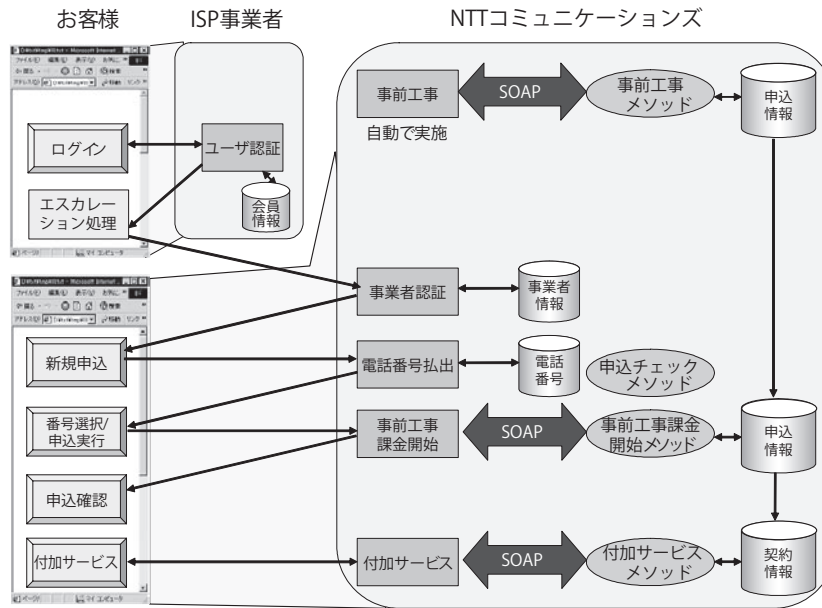 お客様
ISP事業者
NTTコミュニケーションズ
ログイン
エスカレー
ション処理
ユーザ認証
会員
情報
事前工事
自動で実施
SOAP
事前工事
メソッド
申込
情報
事業者認証
事業者
情報
新規申込
電話番号払出
電話
番号
申込チェック
メソッド
番号選択/
申込実行
事前工事
課金開始
SOAP
事前工事課金
開始メソッド
申込
情報
申込確認
付加サービス
付加サービス
SOAP
付加サービス
メソッド
契約
情報